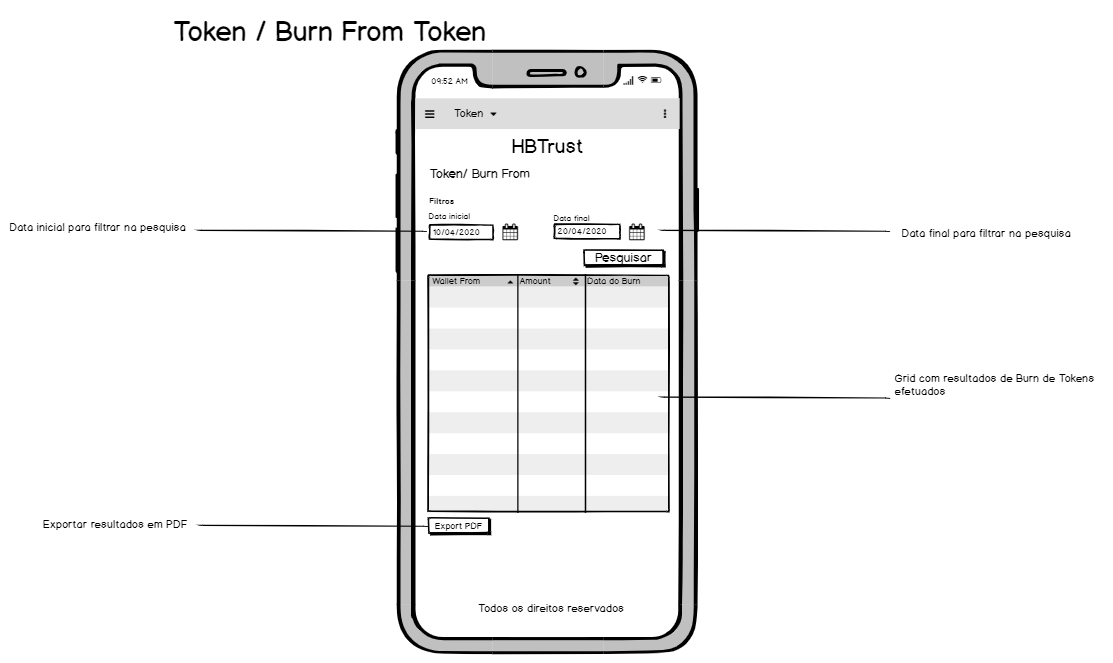 Token / Burn From Token
09:52 AM
Token
HBTrust
Token/ Burn From
Filtros
Data inicial
Data final
10/04/2020
20/04/2020
Data inicial para filtrar na pesquisa
Data final para filtrar na pesquisa
Pesquisar
Wallet From
Amount
Data do Burn
Grid com resultados de Burn de Tokens
efetuados
Exportar resultados em PDF
Export PDF
Todos os direitos reservados